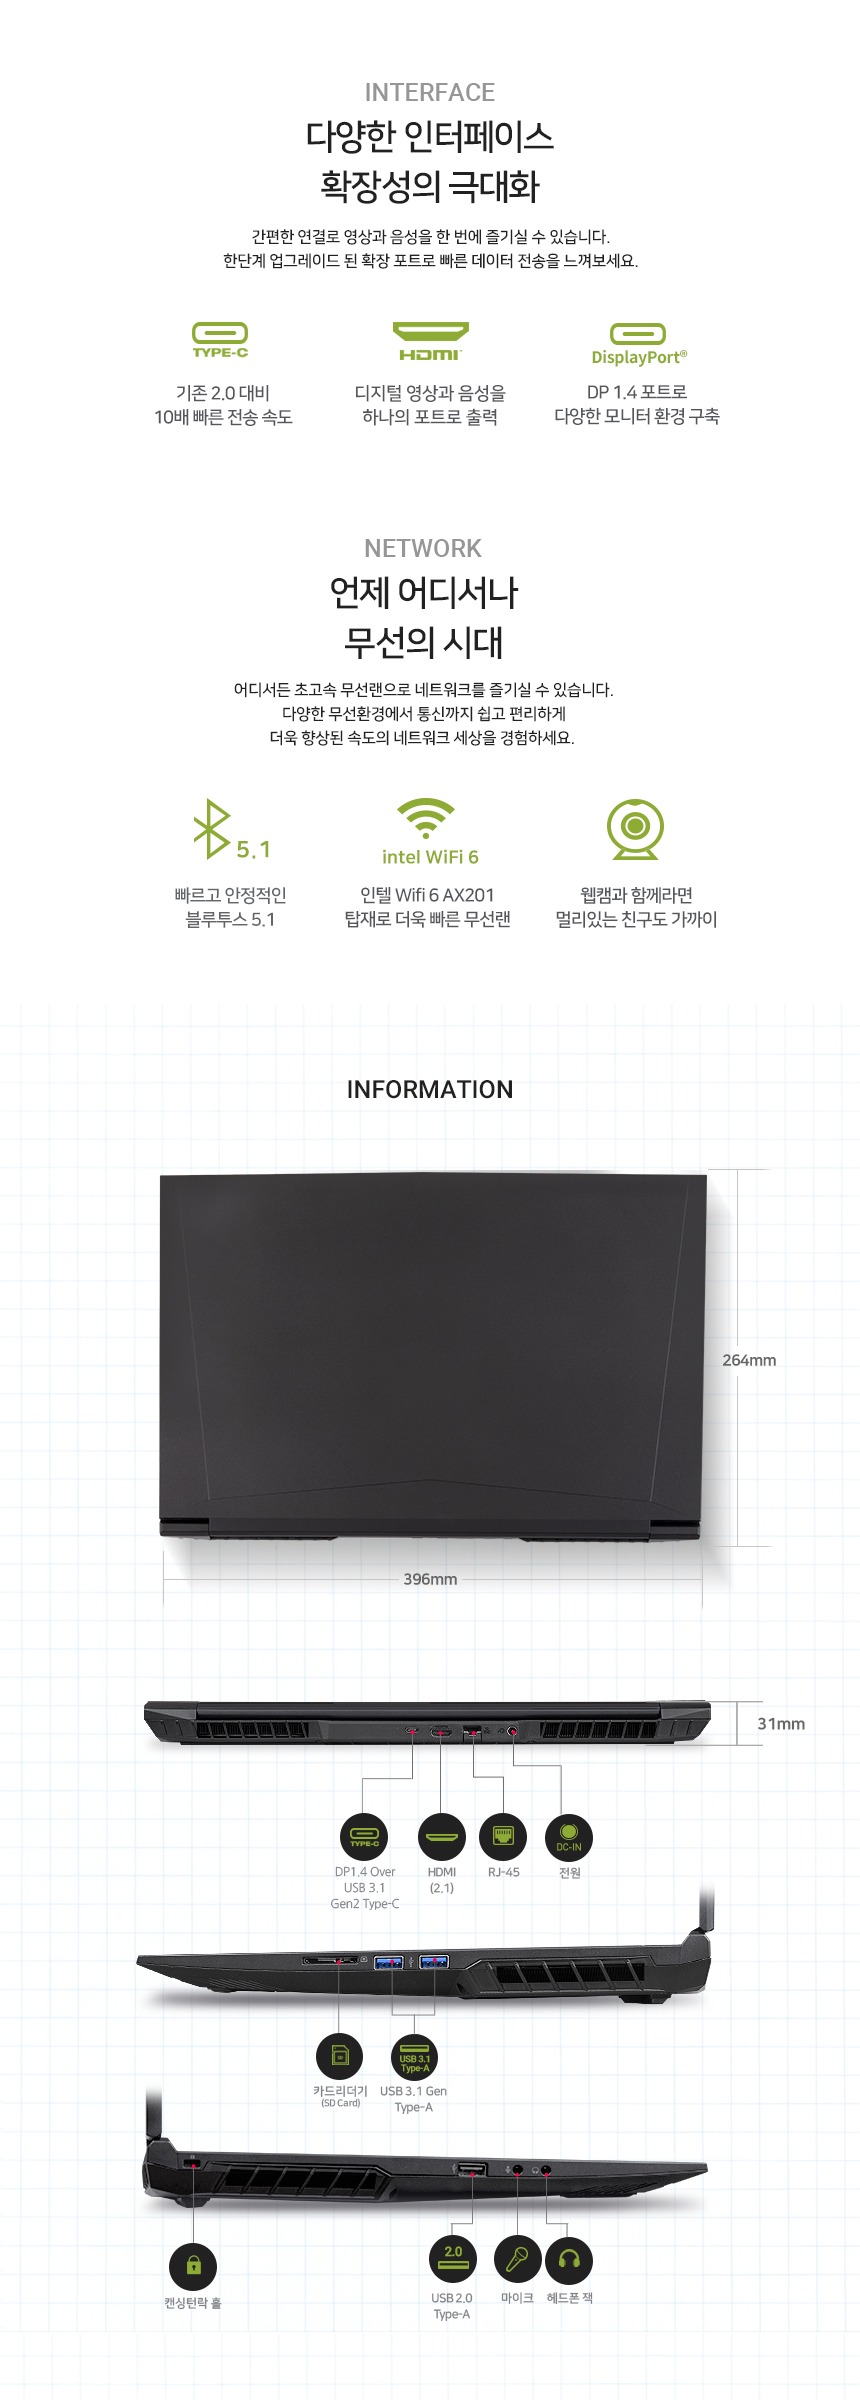 INTERFACE
다양한 인터페이스
확장성의 극대화
간편한 연결로 영상과 음성을 한 번에 즐기실 수 있습니다.
한단계 업그레이드 된 확장 포트로 빠른 데이터 전송을 느껴보세요.
TYPE-C
HDMI
DisplayPort®
기존 2.0 대비
10배 빠른 전송 속도
디지털 영상과 음성을
하나의 포트로 출력
DP 1.4 포트로
다양한 모니터 환경 구축
NETWORK
언제 어디서나
무선의 시대
어디서든 초고속 무선랜으로 네트워크를 즐기실 수 있습니다.
다양한 무선환경에서 통신까지 쉽고 편리하게
더욱 향상된 속도의 네트워크 세상을 경험하세요.
5.1
intel WiFi 6
빠르고 안정적인
블루투스 5.1
인텔 Wifi 6 AX201
탑재로 더욱 빠른 무선랜
웹캠과 함께라면
멀리있는 친구도 가까이
INFORMATION
264mm
396mm
31mm
TYPE-C
DC-IN
DP1.4 Over
USB 3.1
Gen2 Type-C
HDMI
(2.1)
RJ-45
전원
USB 3.1
Type-A
카드리더기
(SD Card)
USB 3.1 Gen
Type-A
2.0
캔싱턴락 홀
USB 2.0
Type-A
마이크
헤드폰 잭